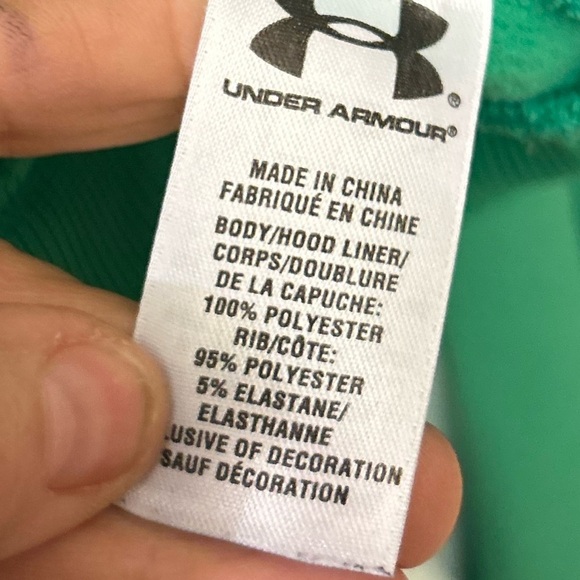 UNDER ARMOUR®
MADE IN CHINA
FABRIQUÉ EN CHINE
BODY/HOOD LINER/
CORPS/DOUBLURE
DE LA CAPUCHE:
100% POLYESTER
RIB/CÔTE:
95% POLYESTER
5% ELASTANE/
ELASTHANNE
OF DECORATION
SAUF DÉCORATION